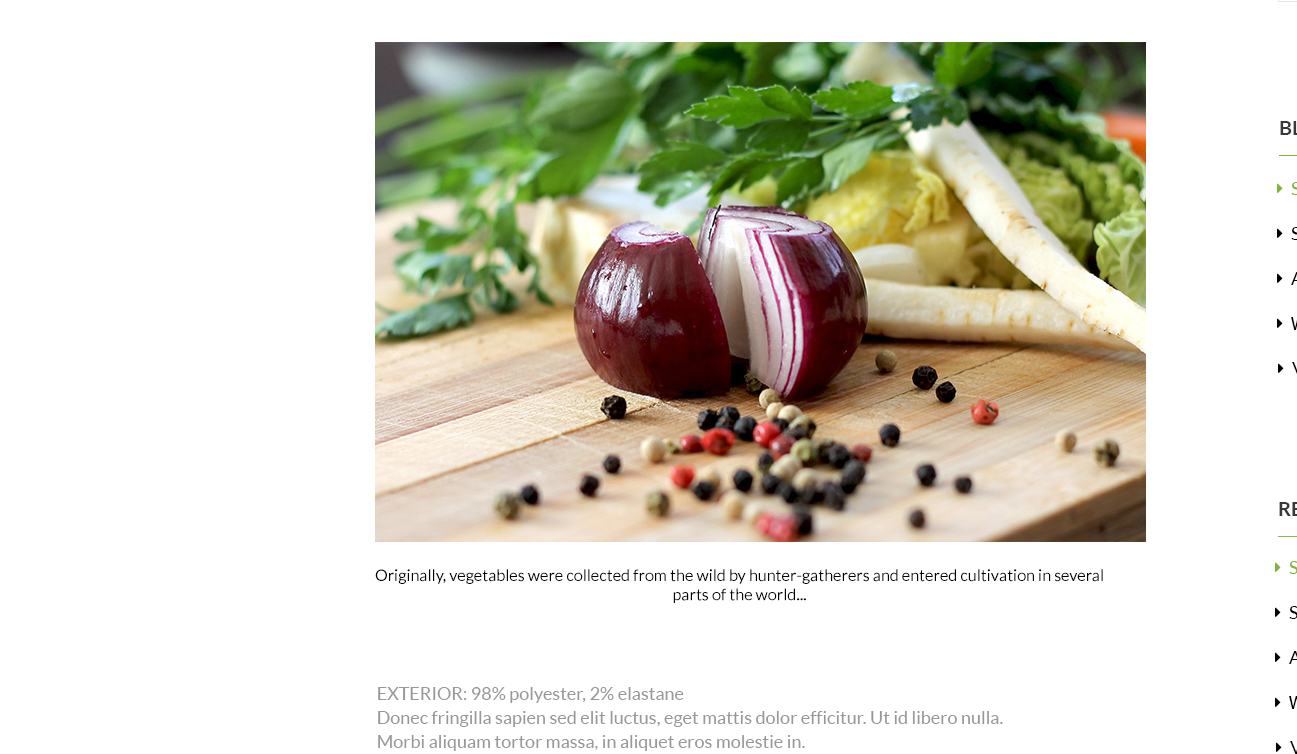 Originally, vegetables were collected from the wild by hunter-gatherers and entered cultivation in several
parts of the world...
EXTERIOR: 98% polyester, 2% elastane
Donec fringilla sapien sed elit luctus, eget mattis dolor efficitur. Ut id libero nulla.
Morbi aliquam tortor massa, in aliquet eros molestie in.